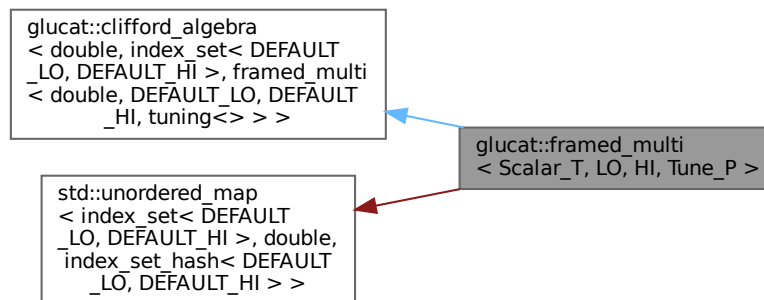 glucat::clifford_algebra
< double, index_set< DEFAULT
_LO, DEFAULT_HI >, framed_multi
< double, DEFAULT_LO, DEFAULT
_HI, tuning<> > >
glucat::framed_multi
< Scalar_T, LO, HI, Tune_P >
std::unordered_map
< index_set< DEFAULT
_LO, DEFAULT_HI >, double,
index_set_hash< DEFAULT
_LO, DEFAULT_HI > >